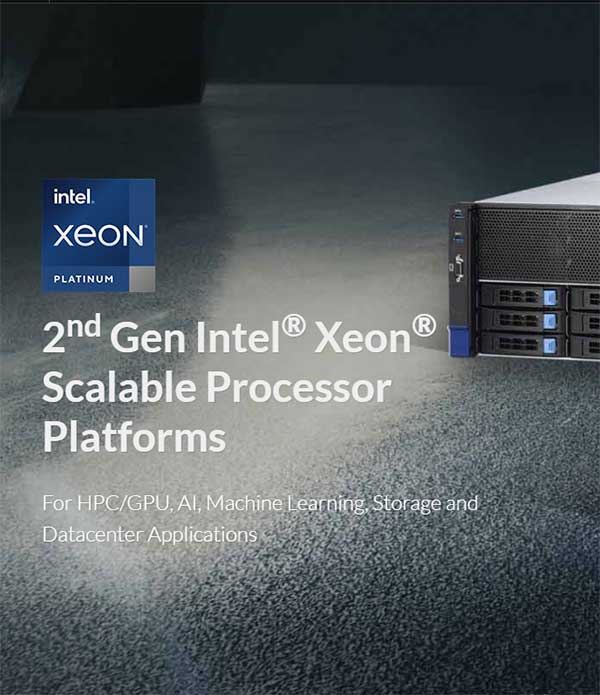 intel.
XEON
PLATINUM
2nd Gen Intel® Xeon®
Scalable Processor
Platforms
For HPC/GPU, AI, Machine Learning, Storage and
Datacenter Applications